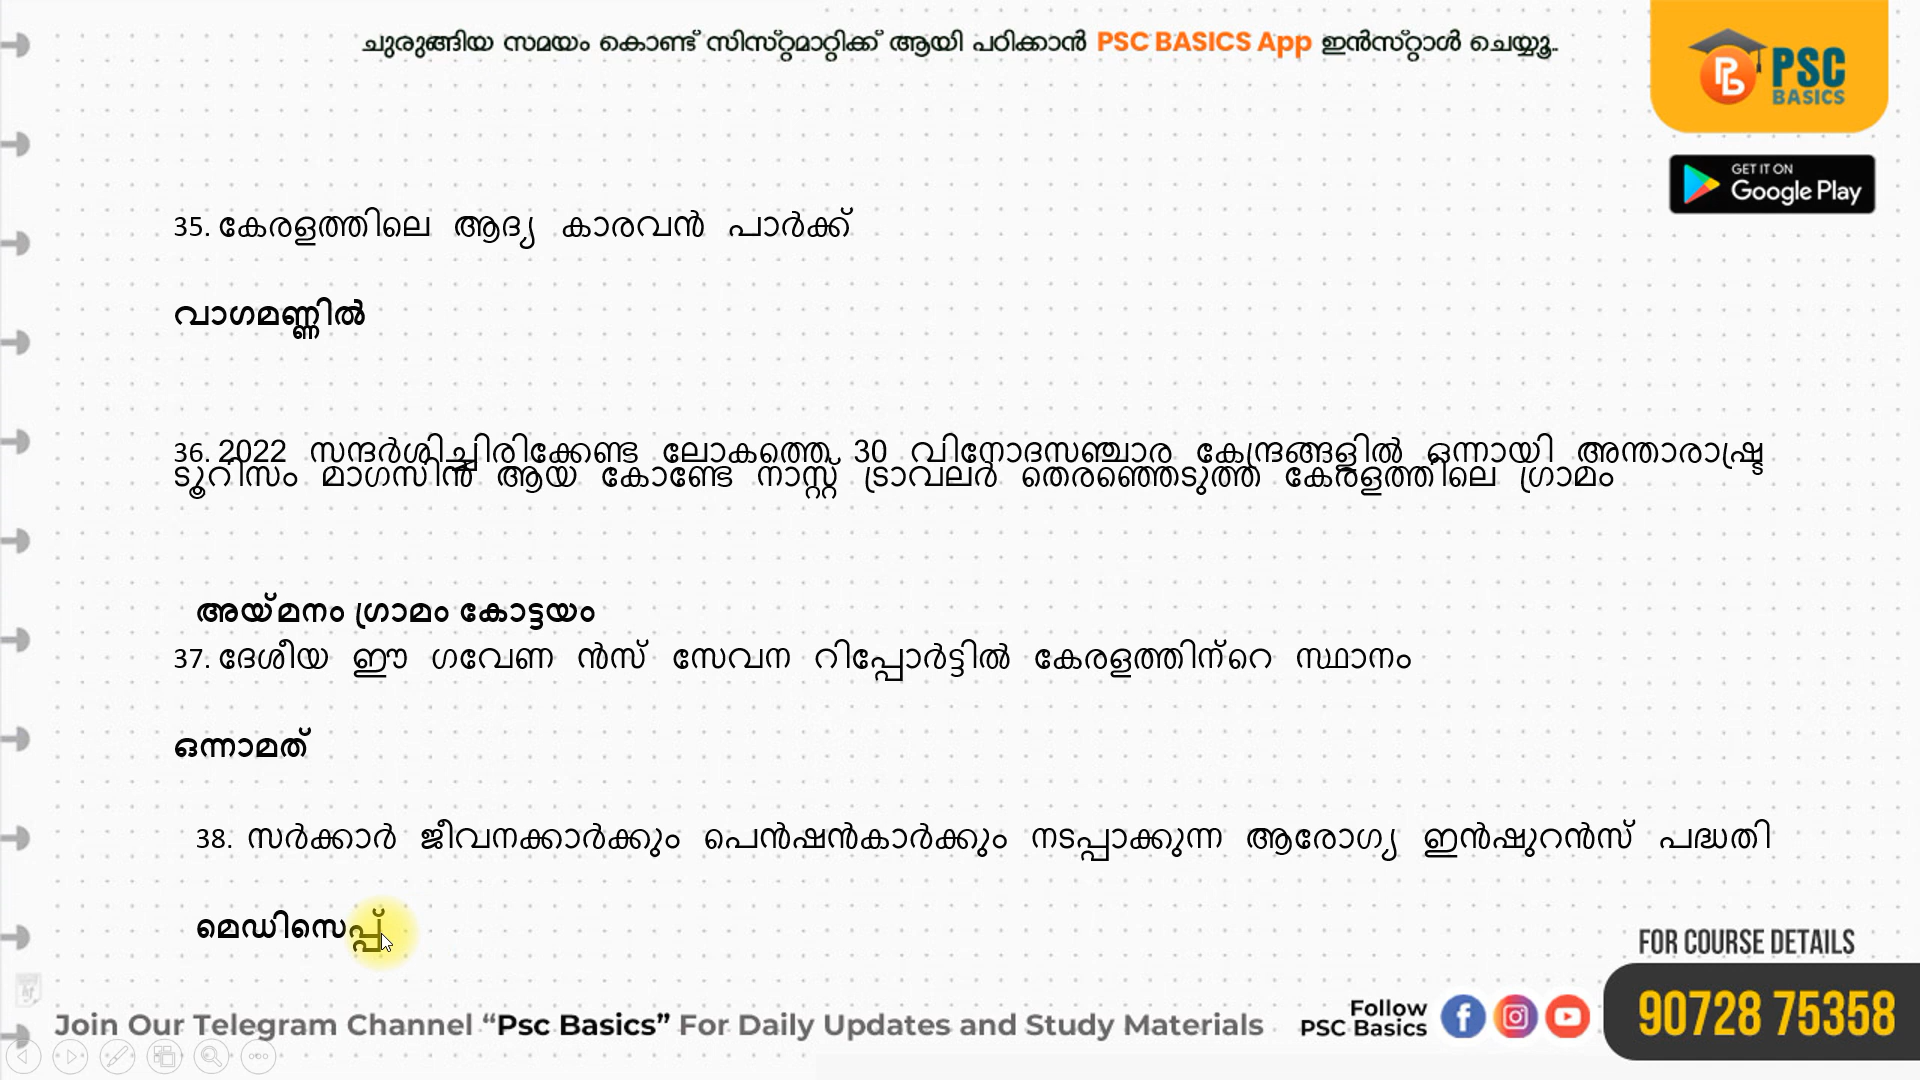 ചുരുങ്ങിയ സമയം കൊണ്ട് സിസ്റ്റമാറ്റിക്ക് ആയി പഠിക്കാൻ PSC BASICS App ഇൻസ്റ്റാൾ ചെയ്യൂ..
PSC
BASICS
GET IT ON
Google Play
35. കേരളത്തിലെ ആദ്യ കാരവൻ പാർക്ക്
വാഗമണ്ണിൽ
36. 2022 സന്ദർശിച്ചിരിക്കേണ്ട ലോകത്തെ 30 വിനോദസഞ്ചാര കേന്ദ്രങ്ങളിൽ ഒന്നായി അന്താരാഷ്ട്ര
ടൂറിസം മാഗസിൻ ആയ കോണ്ടേ നാസ്റ്റ് ട്രാവലർ തെരഞ്ഞെടുത്ത കേരളത്തിലെ ഗ്രാമം
അയ്മനം ഗ്രാമം കോട്ടയം
37. ദേശീയ ഈ ഗവേണ ൻസ് സേവന റിപ്പോർട്ടിൽ കേരളത്തിന്റെ സ്ഥാനം
ഒന്നാമത്
38. സർക്കാർ ജീവനക്കാർക്കും പെൻഷൻകാർക്കും നടപ്പാക്കുന്ന ആരോഗ്യ ഇൻഷുറൻസ് പദ്ധതി
മെഡിസെപ്പ്
FOR COURSE DETAILS
90728 75358
Join Our Telegram Channel “Psc Basics” For Daily Updates and Study Materials
Follow
PSC Basics